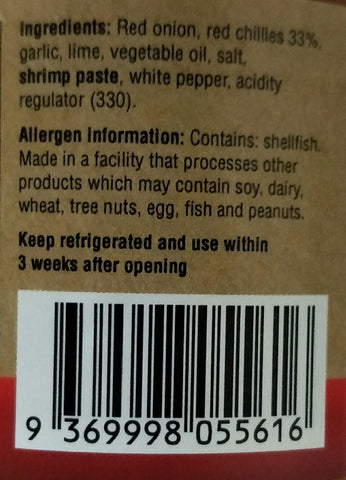 Ingredients: Red onion, red chillies 33%,
garlic, lime, vegetable oil, salt,
shrimp paste, white pepper, acidity
regulator (330).
Allergen Information: Contains: shellfish.
Made in a facility that processes other
products which may contain soy, dairy,
wheat, tree nuts, egg, fish and peanuts.
Keep refrigerated and use within
3 weeks after opening
9 369998 055616